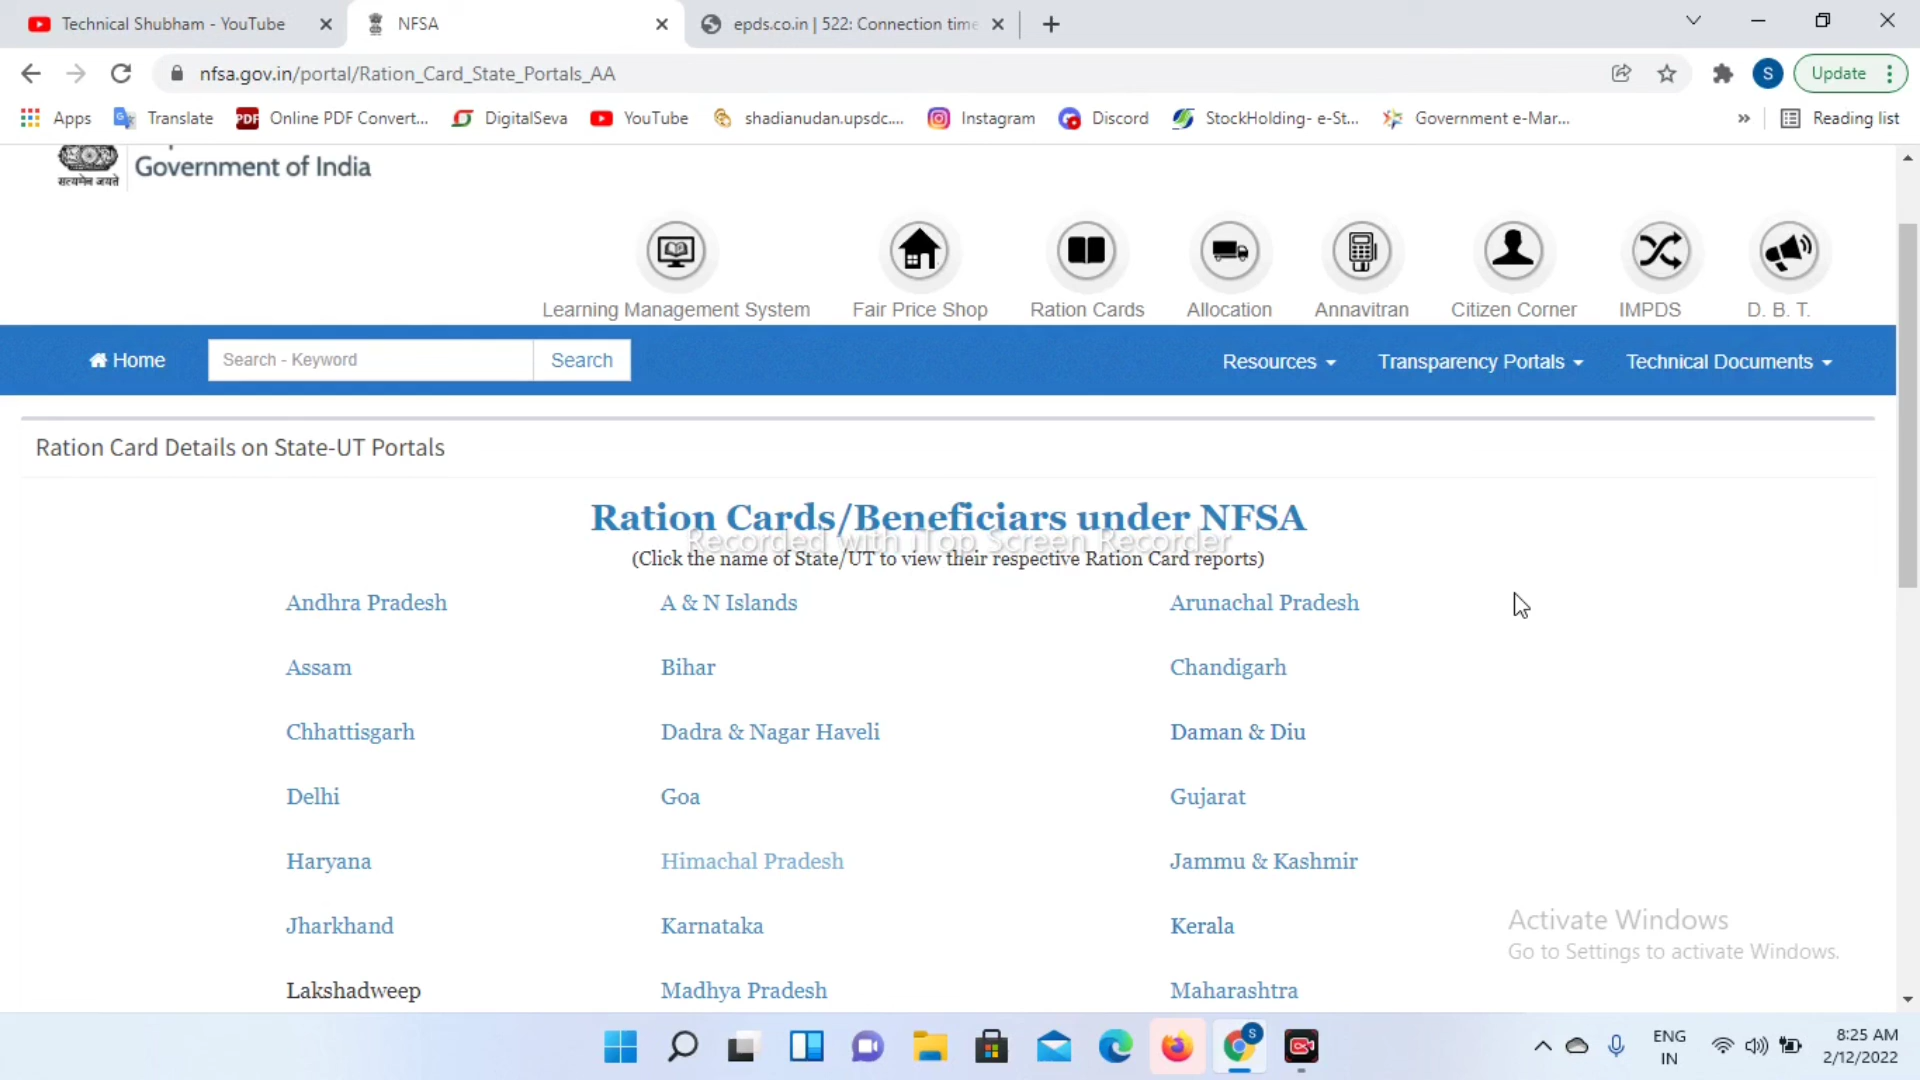 Technical Shubham - YouTube
NFSA
epds.co.in | 522: Connection time
nfsa.gov.in/portal/Ration_Card_State_Portals_AA
S
Update
Apps
Translate
PDF
Online PDF Convert...
DigitalSeva
YouTube
shadianudan.upsdc....
Instagram
Discord
StockHolding- e-St...
Government e-Mar...
»
Reading list
सत्यमेव जयते
Government of India
Learning Management System
Fair Price Shop
Ration Cards
Allocation
Annavitran
Citizen Corner
IMPDS
D. B. T.
Home
Search - Keyword
Search
Resources
Transparency Portals
Technical Documents
Ration Card Details on State-UT Portals
Ration Cards/Beneficiars under NFSA
Recorded with iTop Screen Recorder
(Click the name of State/UT to view their respective Ration Card reports)
Andhra Pradesh
A & N Islands
Arunachal Pradesh
Assam
Bihar
Chandigarh
Chhattisgarh
Dadra & Nagar Haveli
Daman & Diu
Delhi
Goa
Gujarat
Haryana
Himachal Pradesh
Jammu & Kashmir
Jharkhand
Karnataka
Kerala
Lakshadweep
Madhya Pradesh
Maharashtra
Activate Windows
Go to Settings to activate Windows.
S
ENG
IN
8:25 AM
2/12/2022